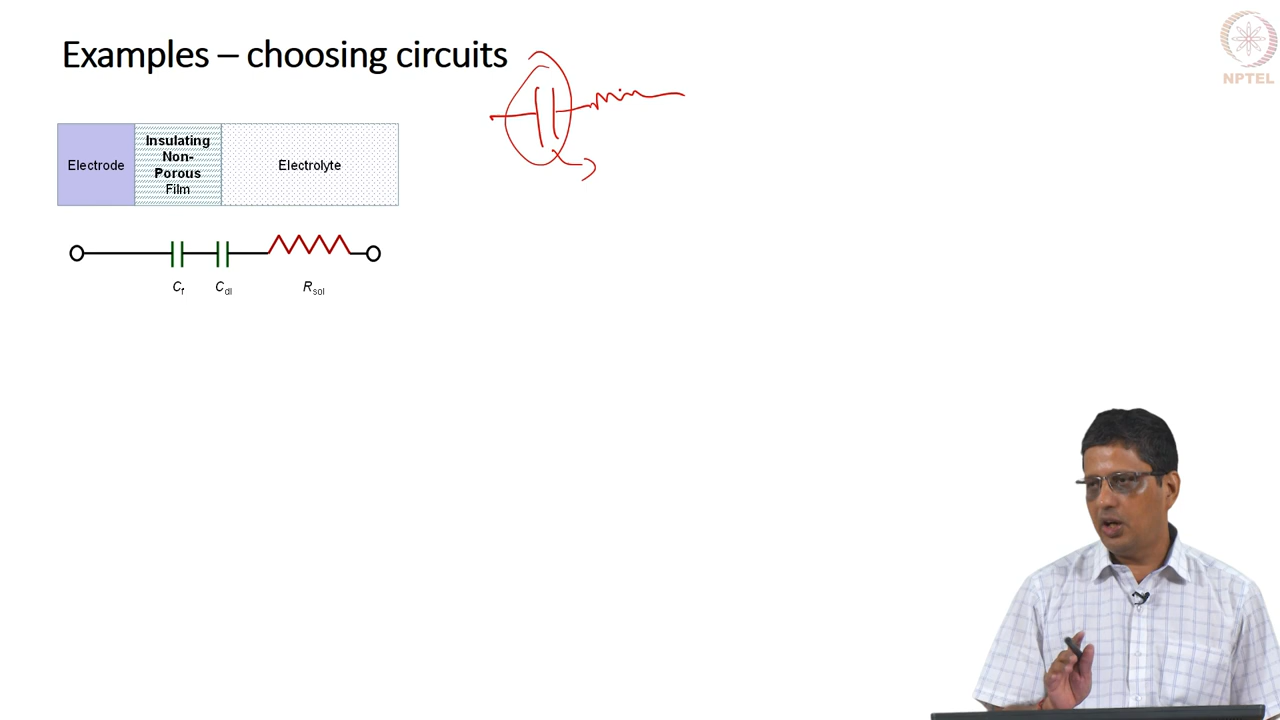 Examples – choosing circuits
NPTEL
Electrode
Insulating
Non-
Porous
Film
Electrolyte
Cf
Cdl
Rsol